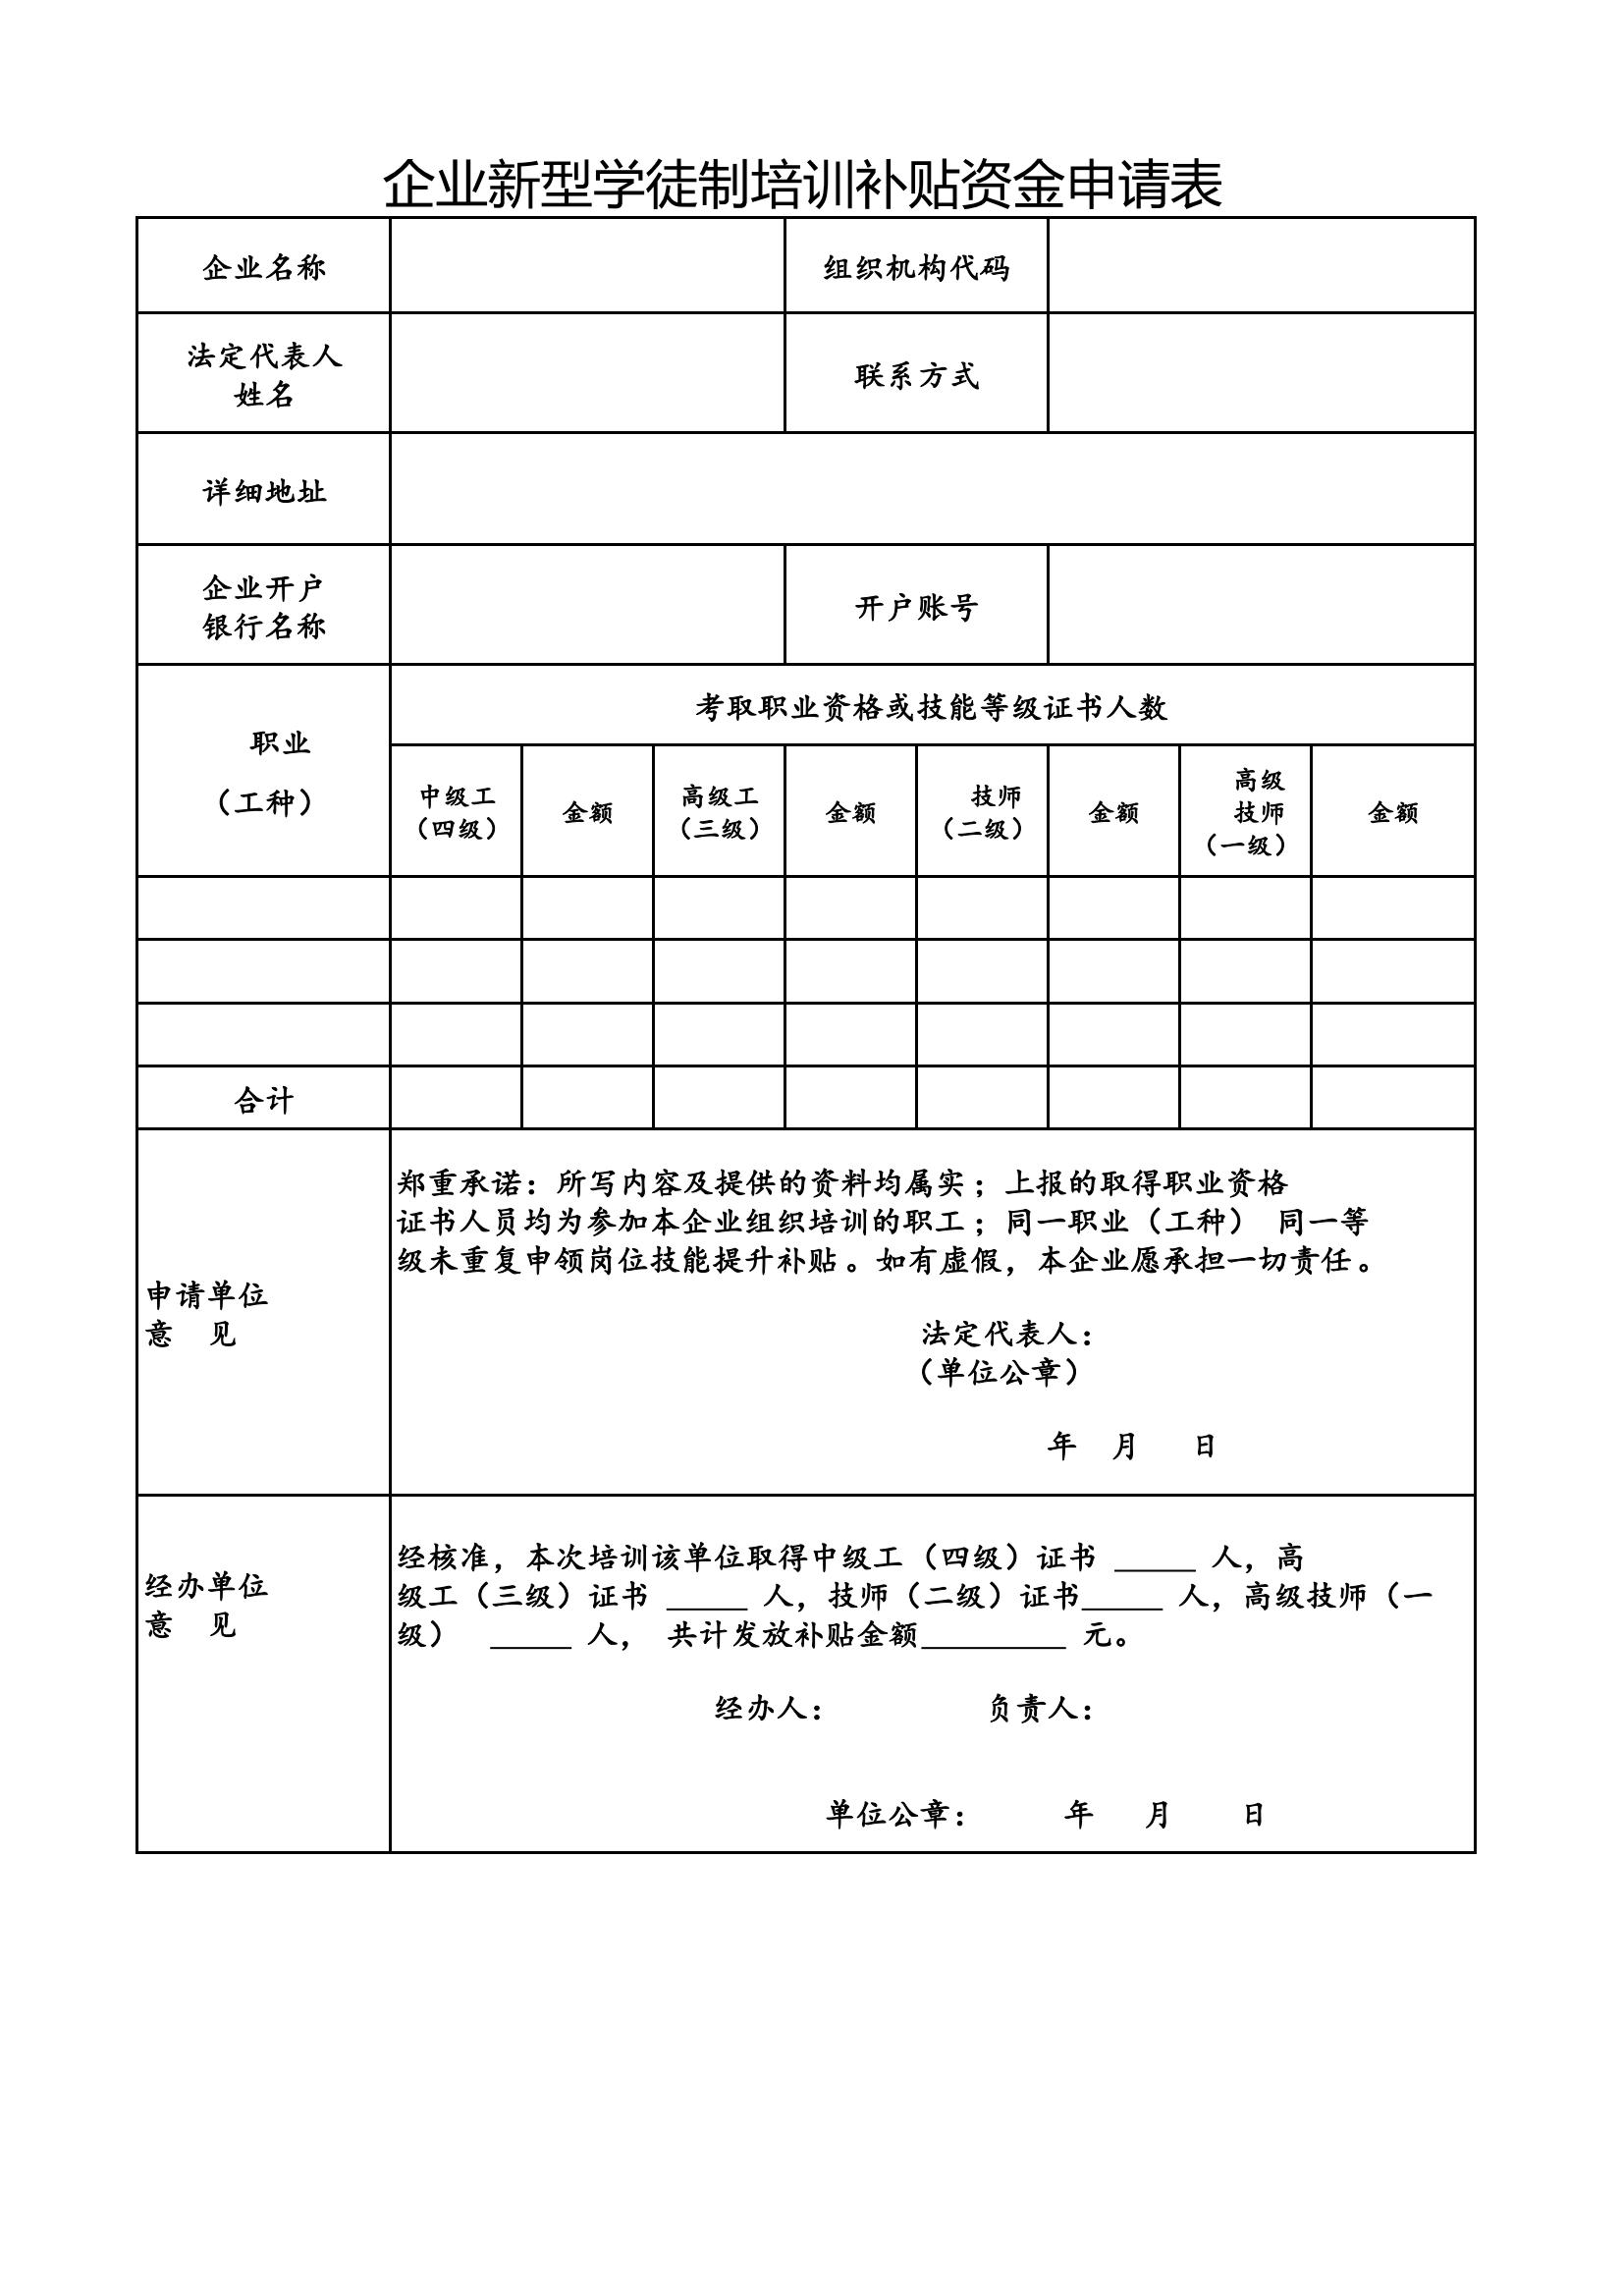 企业新型学徒制培训补贴资金申请表
企业名称
组织机构代码
法定代表人
姓名
联系方式
详细地址
企业开户
银行名称
开户账号
职业
（工种）
考取职业资格或技能等级证书人数
中级工
（四级）
金额
高级工
（三级）
金额
技师
（二级）
金额
高级
技师
（一级）
金额
合计
申请单位
意 见
郑重承诺：所写内容及提供的资料均属实；上报的取得职业资格
证书人员均为参加本企业组织培训的职工；同一职业（工种） 同一等
级未重复申领岗位技能提升补贴。如有虚假，本企业愿承担一切责任。
法定代表人：
（单位公章）
年 月 日
经办单位
意 见
经核准，本次培训该单位取得中级工（四级）证书 _____ 人，高
级工（三级）证书 _____ 人，技师（二级）证书_____ 人，高级技师（一
级） _____ 人， 共计发放补贴金额_________ 元。
经办人： 负责人：
单位公章： 年 月 日